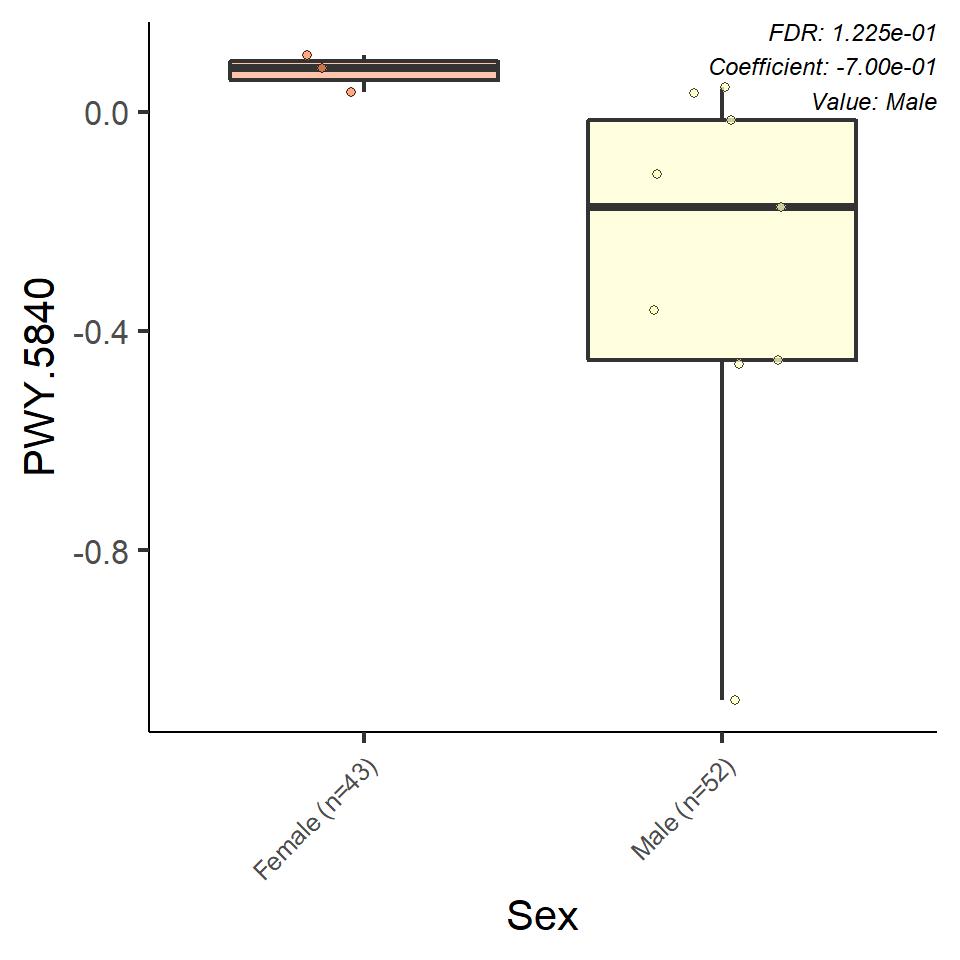 FDR: 1.225e-01
Coefficient: -7.00e-01
Value: Male
PWY.5840
0.0
-0.4
-0.8
Female (n=43)
Male (n=52)
Sex